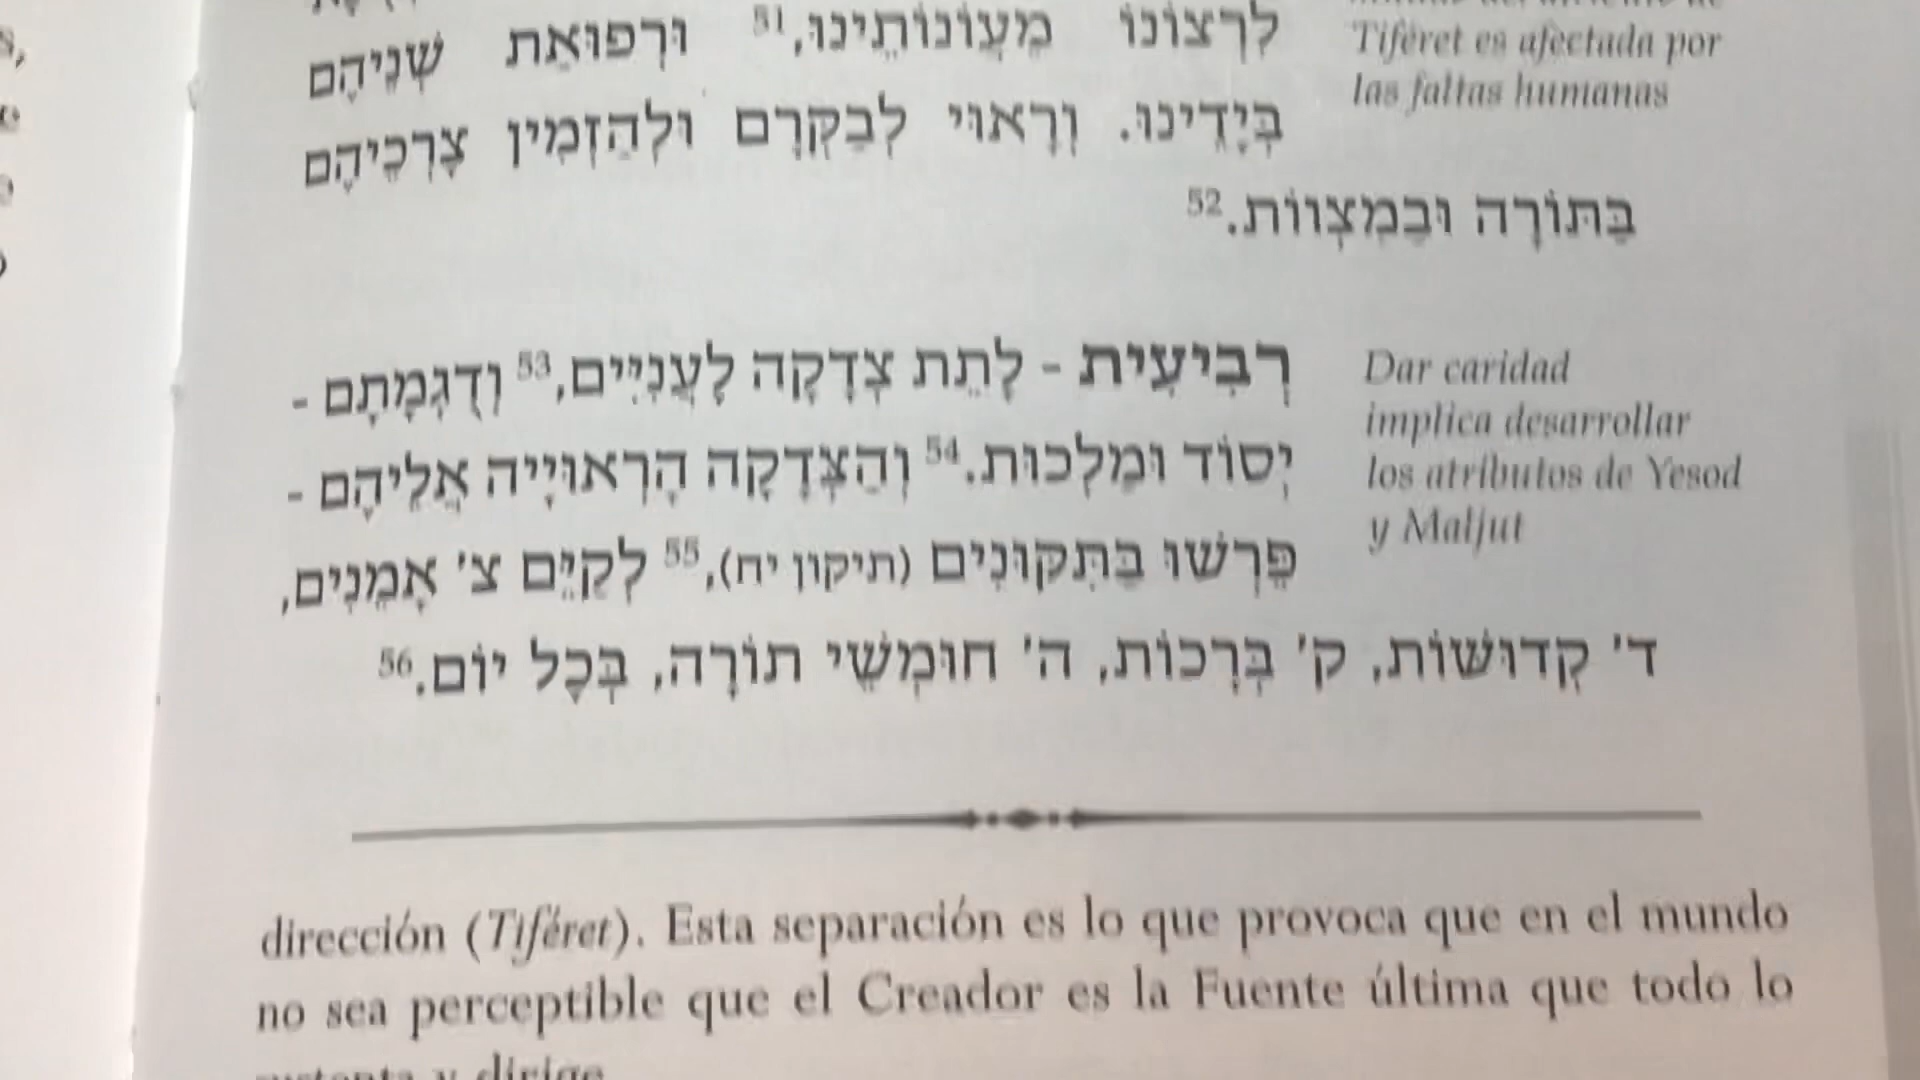 לִרְצוֹנוֹ מֵעֲוֹנוֹתֵינוּ,51 וּרְפוּאַת שְׁנֵיהֶם
בְּיָדֵינוּ. וְרָאוּי לְבַקְּרָם וּלְהַזְמִין צָרְכֵיהֶם
בַּתּוֹרָה וּבַמִּצְווֹת.52
Tiféret es afectada por
las faltas humanas
רְבִיעִית - לָתֵת צְדָקָה לָעֲנִיִּים,53 וְדֻגְמָתָם -
יְסוֹד וּמַלְכוּת.54 וְהַצְּדָקָה הָרְאוּיָיה אֲלֵיהֶם -
פֵּרְשׁוּ בַּתִּקּוּנִים (תיקון יח),55 לְקַיֵּם צ' אֲמֵנִים,
ד' קְדוּשׁוֹת, ק' בְּרָכוֹת, ה' חוּמְשֵׁי תוֹרָה, בְּכָל יוֹם.56
Dar caridad
implica desarrollar
los atributos de Yesod
y Maljut
dirección (Tiféret). Esta separación es lo que provoca que en el mundo
no sea perceptible que el Creador es la Fuente última que todo lo